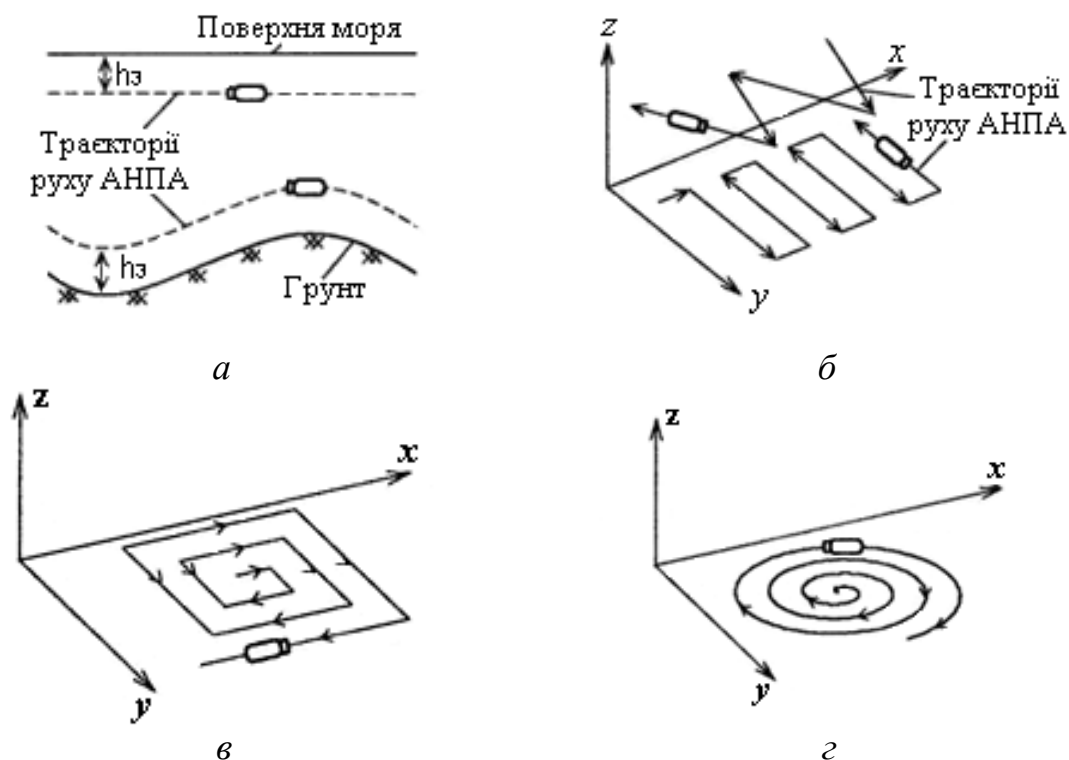 Поверхня моря
hз
Траєкторії
руху АНПА
hз
Грунт
а
z
x
Траєкторії
руху АНПА
y
б
z
x
y
в
z
x
y
г